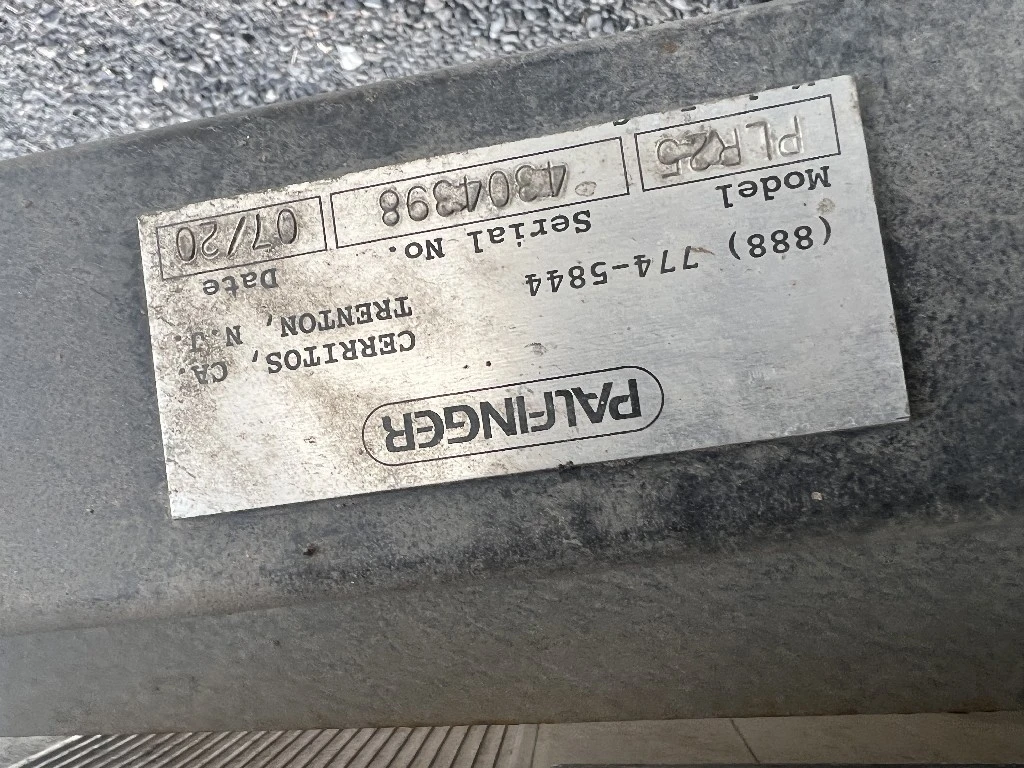 PALFINGER
CERRITOS, CA.
TRENTON, N.J.
(888) 774-5844
Model Serial No. Date
PLR25 4304398 07/20